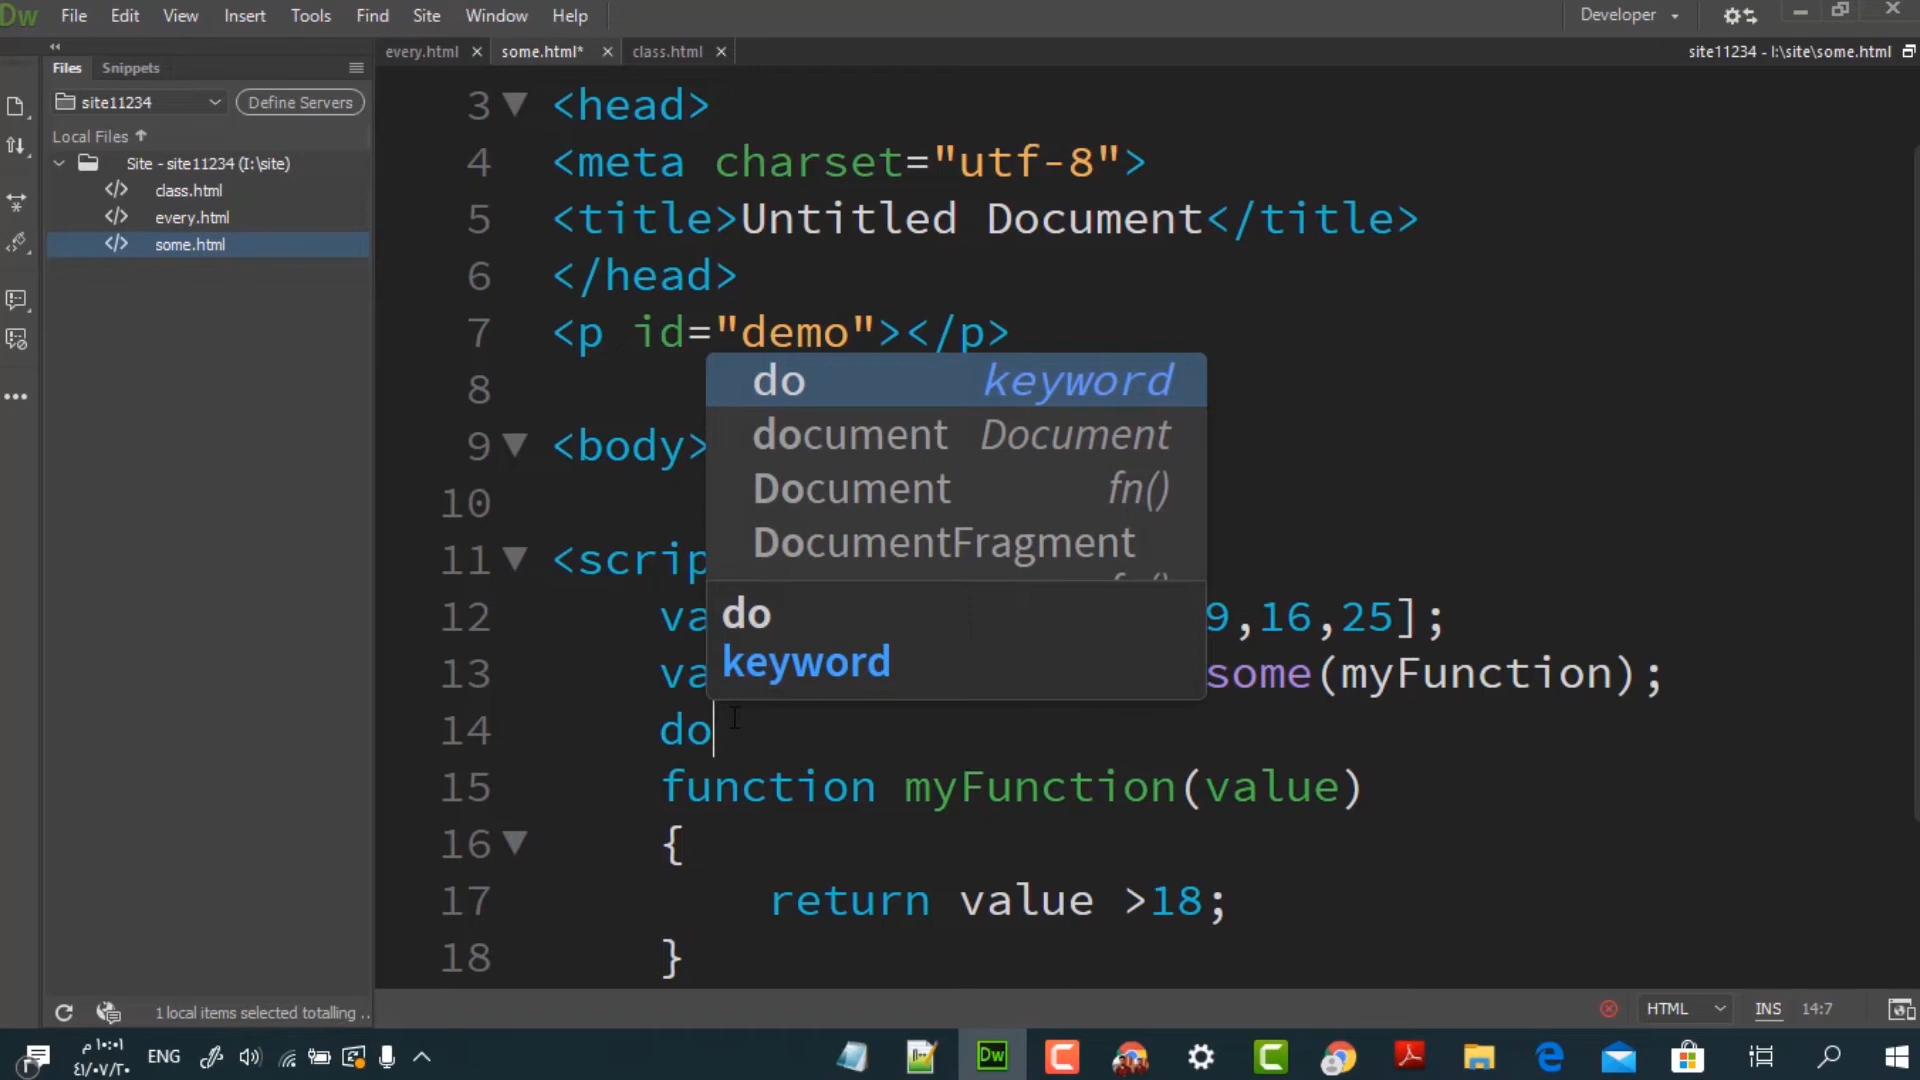 Dw File Edit View Insert Tools Find Site Window Help Developer
every.html some.html* class.html site11234 - I:\site\some.html
Files Snippets
site11234 Define Servers
Local Files
Site - site11234 (I:\site)
class.html
every.html
some.html
3 <head>
4 <meta charset="utf-8">
5 <title>Untitled Document</title>
6 </head>
7 <p id="demo"></p>
8
9 <body>
10
11 <scrip
12 va 9,16,25];
13 va some(myFunction);
14 do
15 function myFunction(value)
16 {
17 return value >18;
18 }
do keyword
document Document
Document fn()
DocumentFragment
do
keyword
1 local items selected totalling ..
HTML INS 14:7
١٠:٠١ م
ENG
Dw